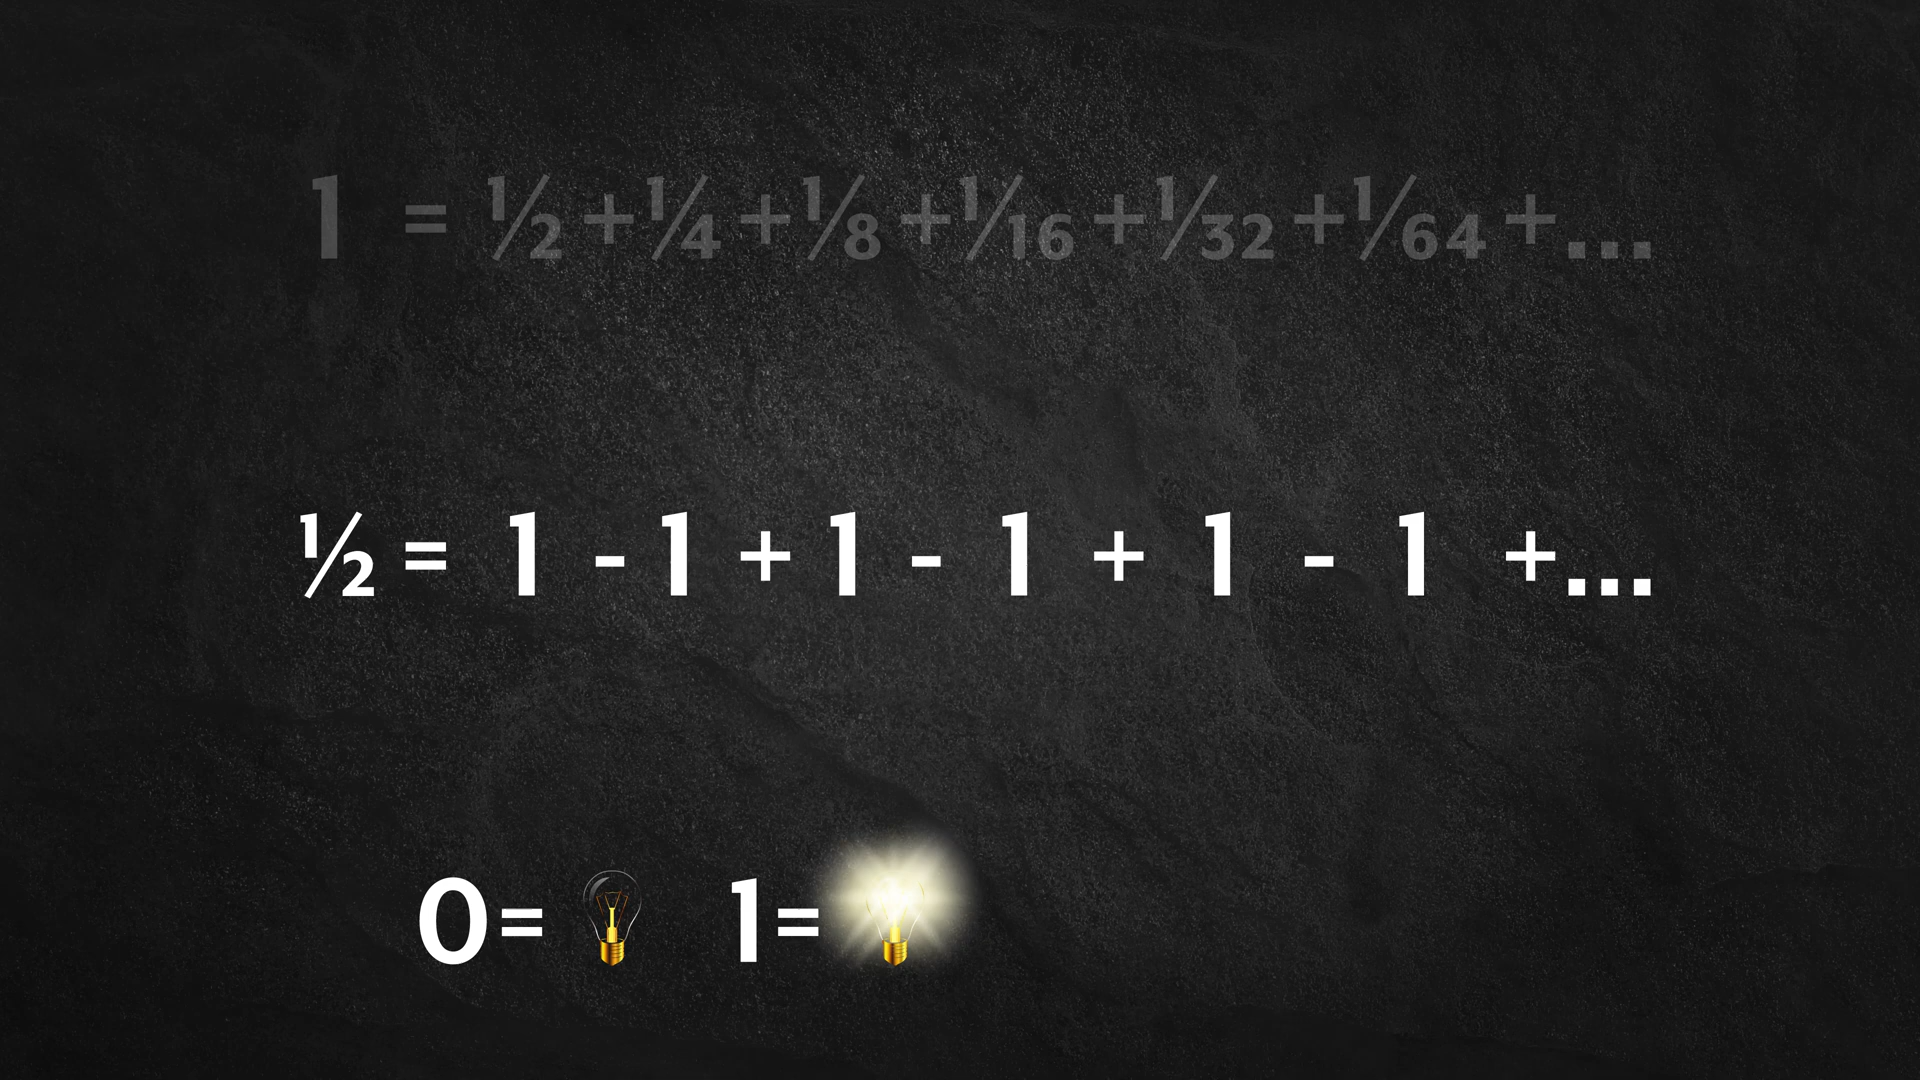 1 = ½ + ¼ + ⅛ + 1/16 + 1/32 + 1/64 + ...
½ = 1 - 1 + 1 - 1 + 1 - 1 + ...
0= 1=